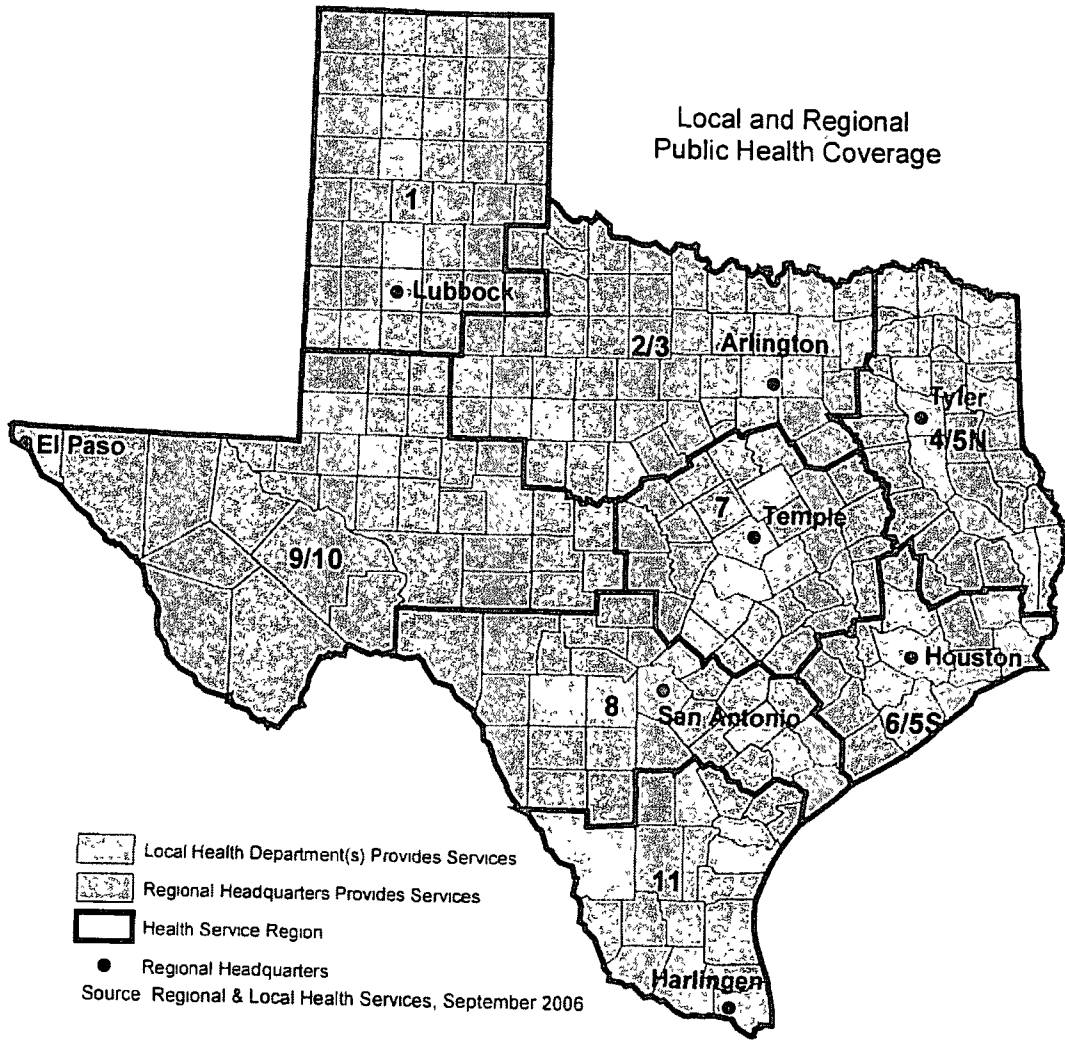 Local and Regional
Public Health Coverage
1
Lubbock
2/3
Arlington
Tyler
4/5N
El Paso
7
Temple
9/10
Houston
8
San Antonio
6/5S
11
Harlingen
Local Health Department(s) Provides Services
Regional Headquarters Provides Services
Health Service Region
Regional Headquarters
Source Regional & Local Health Services, September 2006